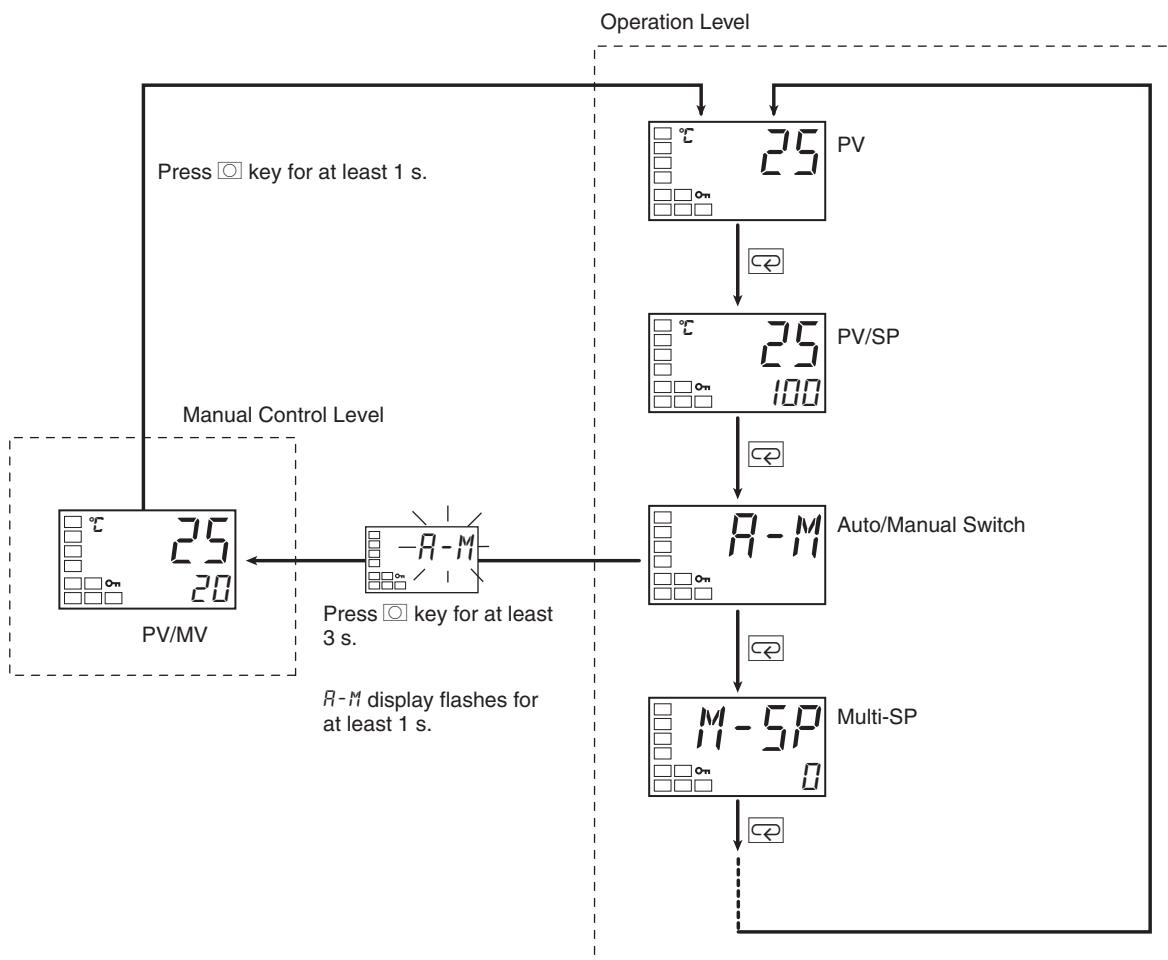 Operation Level
℃ 25
PV
Press key for at least 1 s.
℃ 25
100
PV/SP
Manual Control Level
℃ 25
20
PV/MV
A-M
Press key for at least
3 s.
A-M display flashes for
at least 1 s.
A-M
Auto/Manual Switch
M-SP
0
Multi-SP